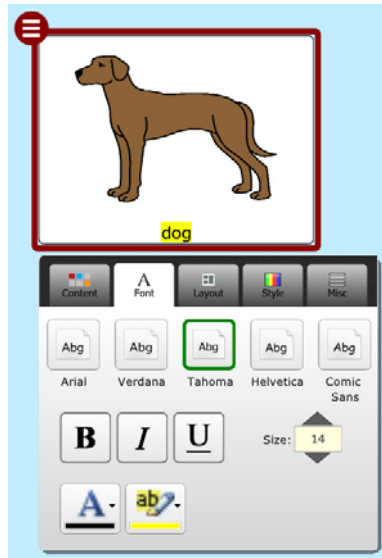 dog
Content Font Layout Style Misc
Abg Abg Abg Abg Abg
Arial Verdana Tahoma Helvetica Comic Sans
B I U Size: 14
A ab